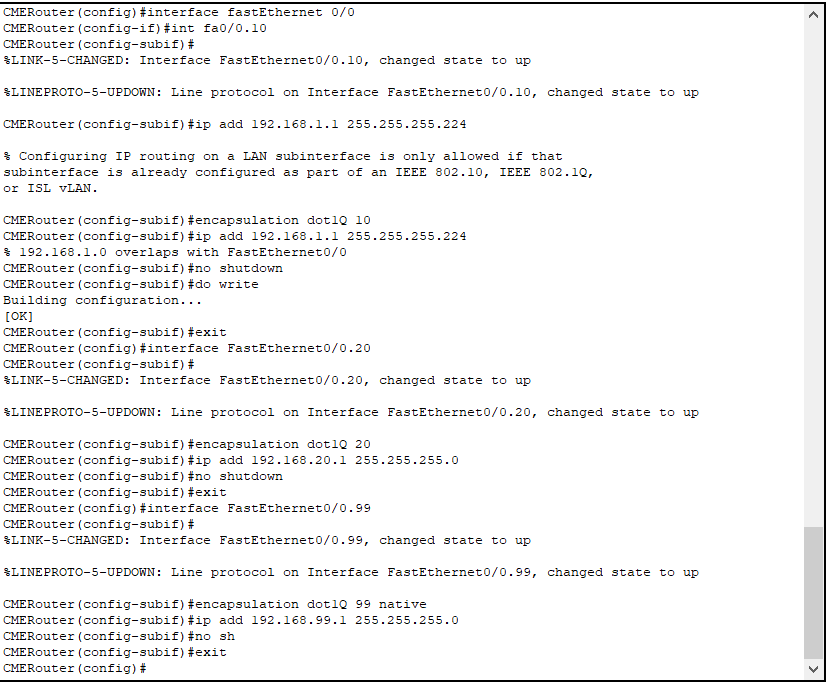 CMERouter(config)#interface fastEthernet 0/0
CMERouter(config-if)#int fa0/0.10
CMERouter(config-subif)#
%LINK-5-CHANGED: Interface FastEthernet0/0.10, changed state to up
%LINEPROTO-5-UPDOWN: Line protocol on Interface FastEthernet0/0.10, changed state to up
CMERouter(config-subif)#ip add 192.168.1.1 255.255.255.224
% Configuring IP routing on a LAN subinterface is only allowed if that
subinterface is already configured as part of an IEEE 802.10, IEEE 802.1Q,
or ISL vLAN.
CMERouter(config-subif)#encapsulation dot1Q 10
CMERouter(config-subif)#ip add 192.168.1.1 255.255.255.224
% 192.168.1.0 overlaps with FastEthernet0/0
CMERouter(config-subif)#no shutdown
CMERouter(config-subif)#do write
Building configuration...
[OK]
CMERouter(config-subif)#exit
CMERouter(config)#interface FastEthernet0/0.20
CMERouter(config-subif)#
%LINK-5-CHANGED: Interface FastEthernet0/0.20, changed state to up
%LINEPROTO-5-UPDOWN: Line protocol on Interface FastEthernet0/0.20, changed state to up
CMERouter(config-subif)#encapsulation dot1Q 20
CMERouter(config-subif)#ip add 192.168.20.1 255.255.255.0
CMERouter(config-subif)#no shutdown
CMERouter(config-subif)#exit
CMERouter(config)#interface FastEthernet0/0.99
CMERouter(config-subif)#
%LINK-5-CHANGED: Interface FastEthernet0/0.99, changed state to up
%LINEPROTO-5-UPDOWN: Line protocol on Interface FastEthernet0/0.99, changed state to up
CMERouter(config-subif)#encapsulation dot1Q 99 native
CMERouter(config-subif)#ip add 192.168.99.1 255.255.255.0
CMERouter(config-subif)#no sh
CMERouter(config-subif)#exit
CMERouter(config)#